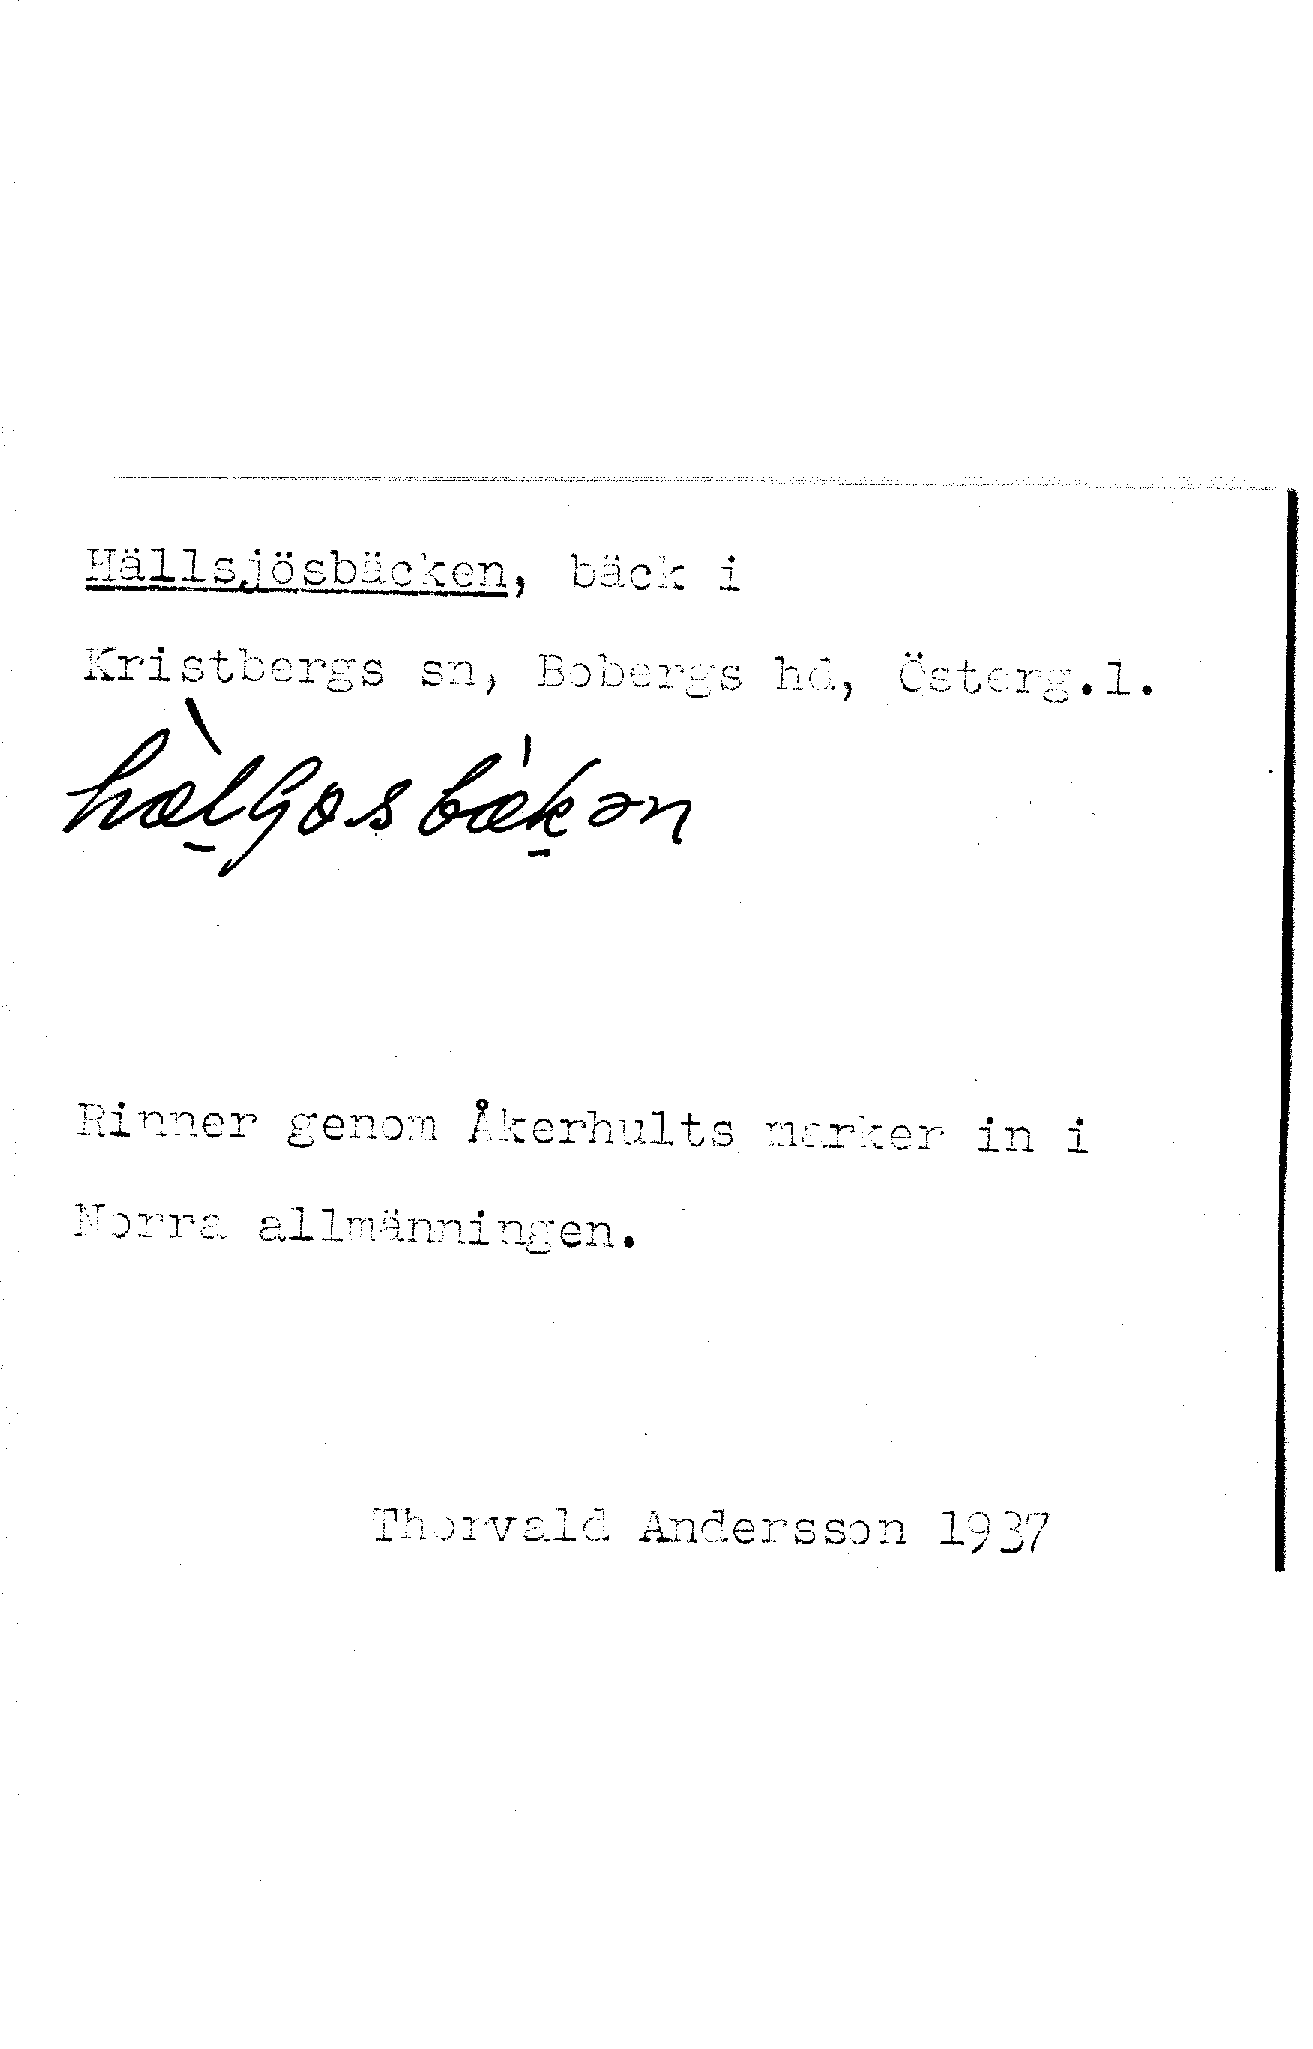 Hällsjösbäcken, bäck i
Kristbergs sn, Bobergs hd, Österg.l.
Rinner genom Åkerhults marker in i
Norra allmänningen.
Thorvald Andersson 1937